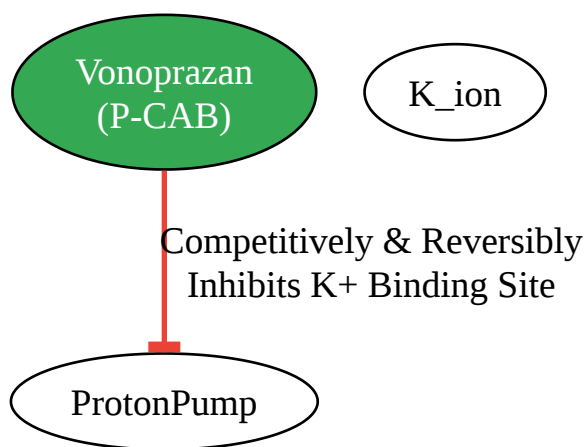 Vonoprazan
(P-CAB)
K_ion
Competitively & Reversibly
Inhibits K+ Binding Site
ProtonPump